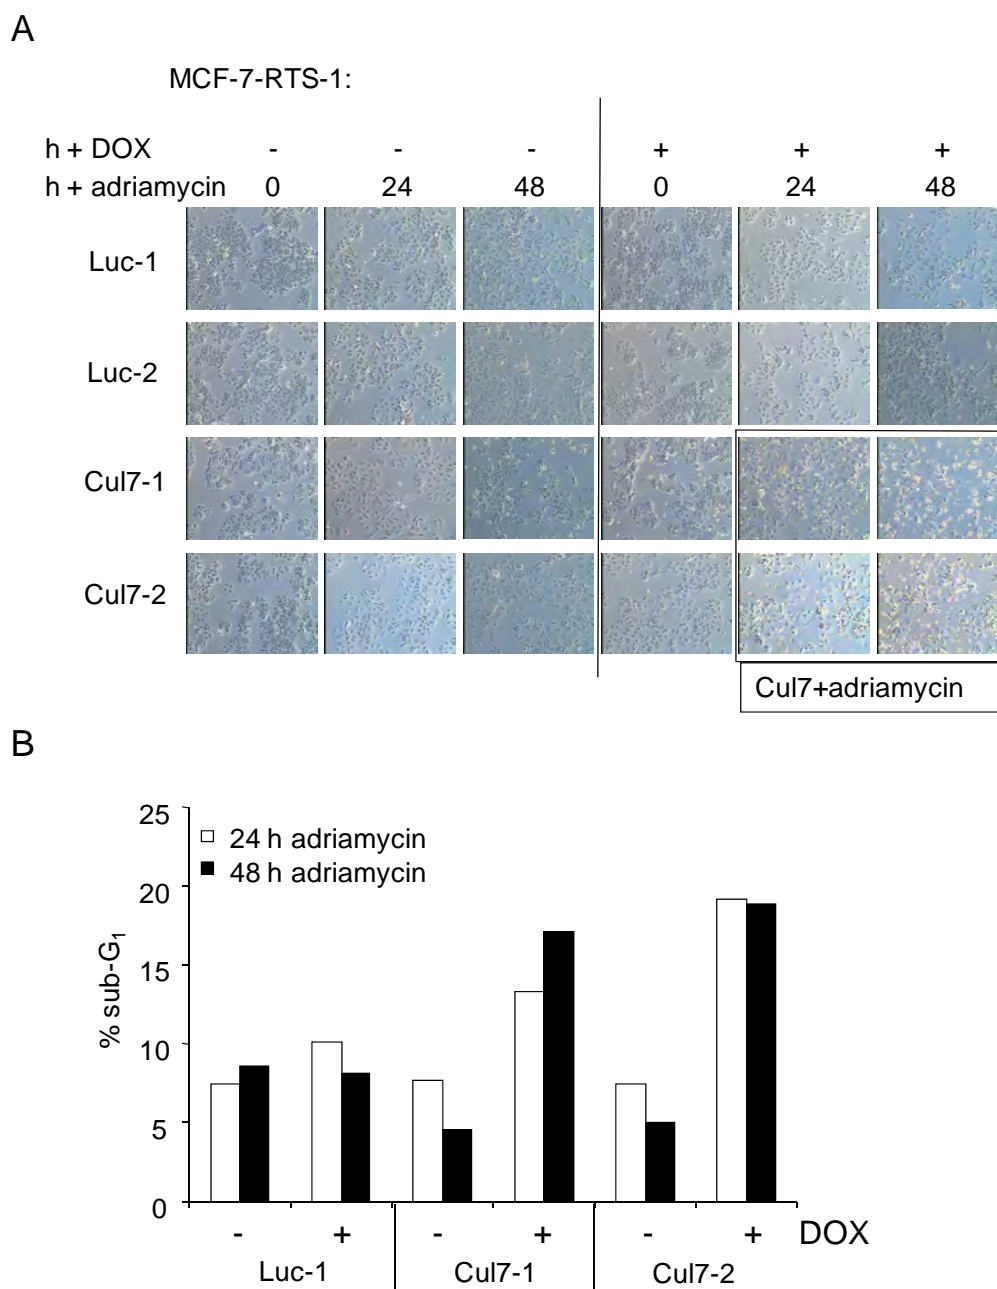 A
MCF-7-RTS-1:
h + DOX - - - + + +
h + adriamycin 0 24 48 0 24 48
Luc-1
Luc-2
Cul7-1
Cul7-2
Cul7+adriamycin
B
25
20
15
10
5
0
% sub-G₁
24 h adriamycin
48 h adriamycin
- + - + - + DOX
Luc-1 Cul7-1 Cul7-2